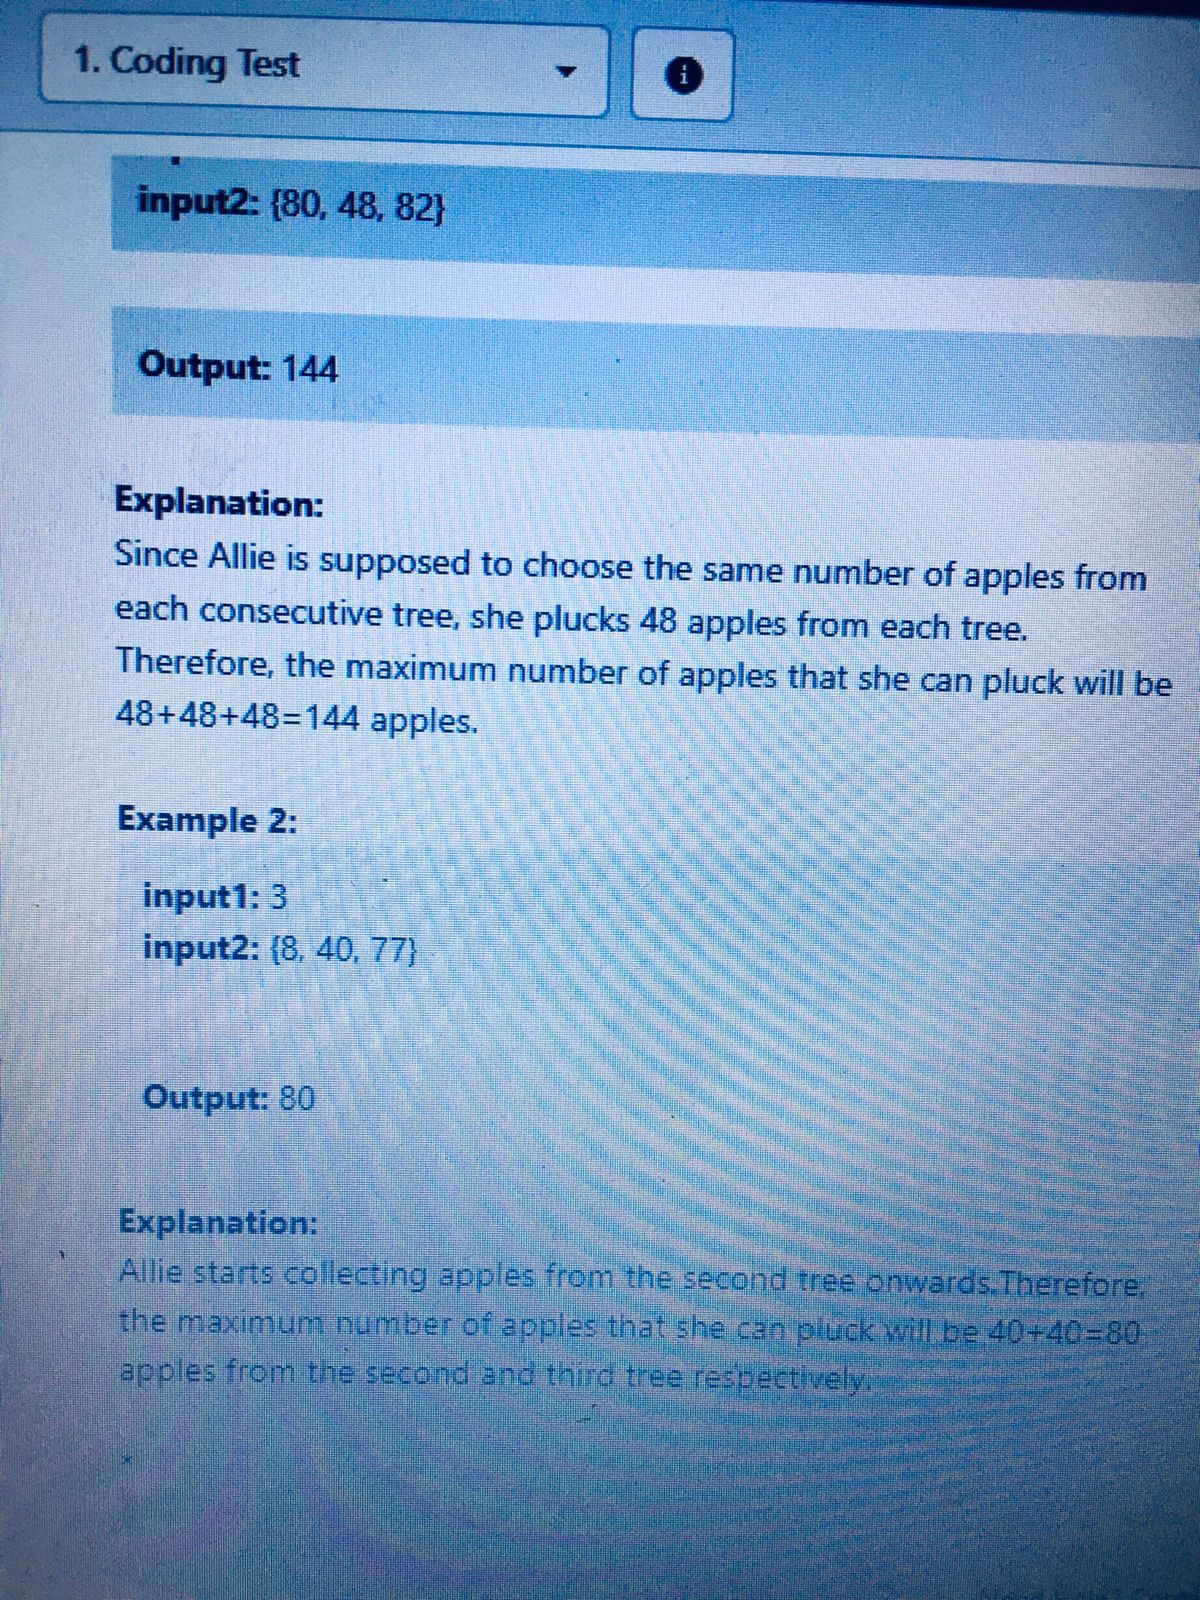 1. Coding Test
input2: {80, 48, 82}
Output: 144
Explanation:
Since Allie is supposed to choose the same number of apples from
each consecutive tree, she plucks 48 apples from each tree.
Therefore, the maximum number of apples that she can pluck will be
48+48+48=144 apples.
Example 2:
input1: 3
input2: {8, 40, 77}
Output: 80
Explanation:
Allie starts collecting apples from the second tree onwards.Therefore,
the maximum number of apples that she can pluck will be 40+40=80
apples from the second and third tree respectively.